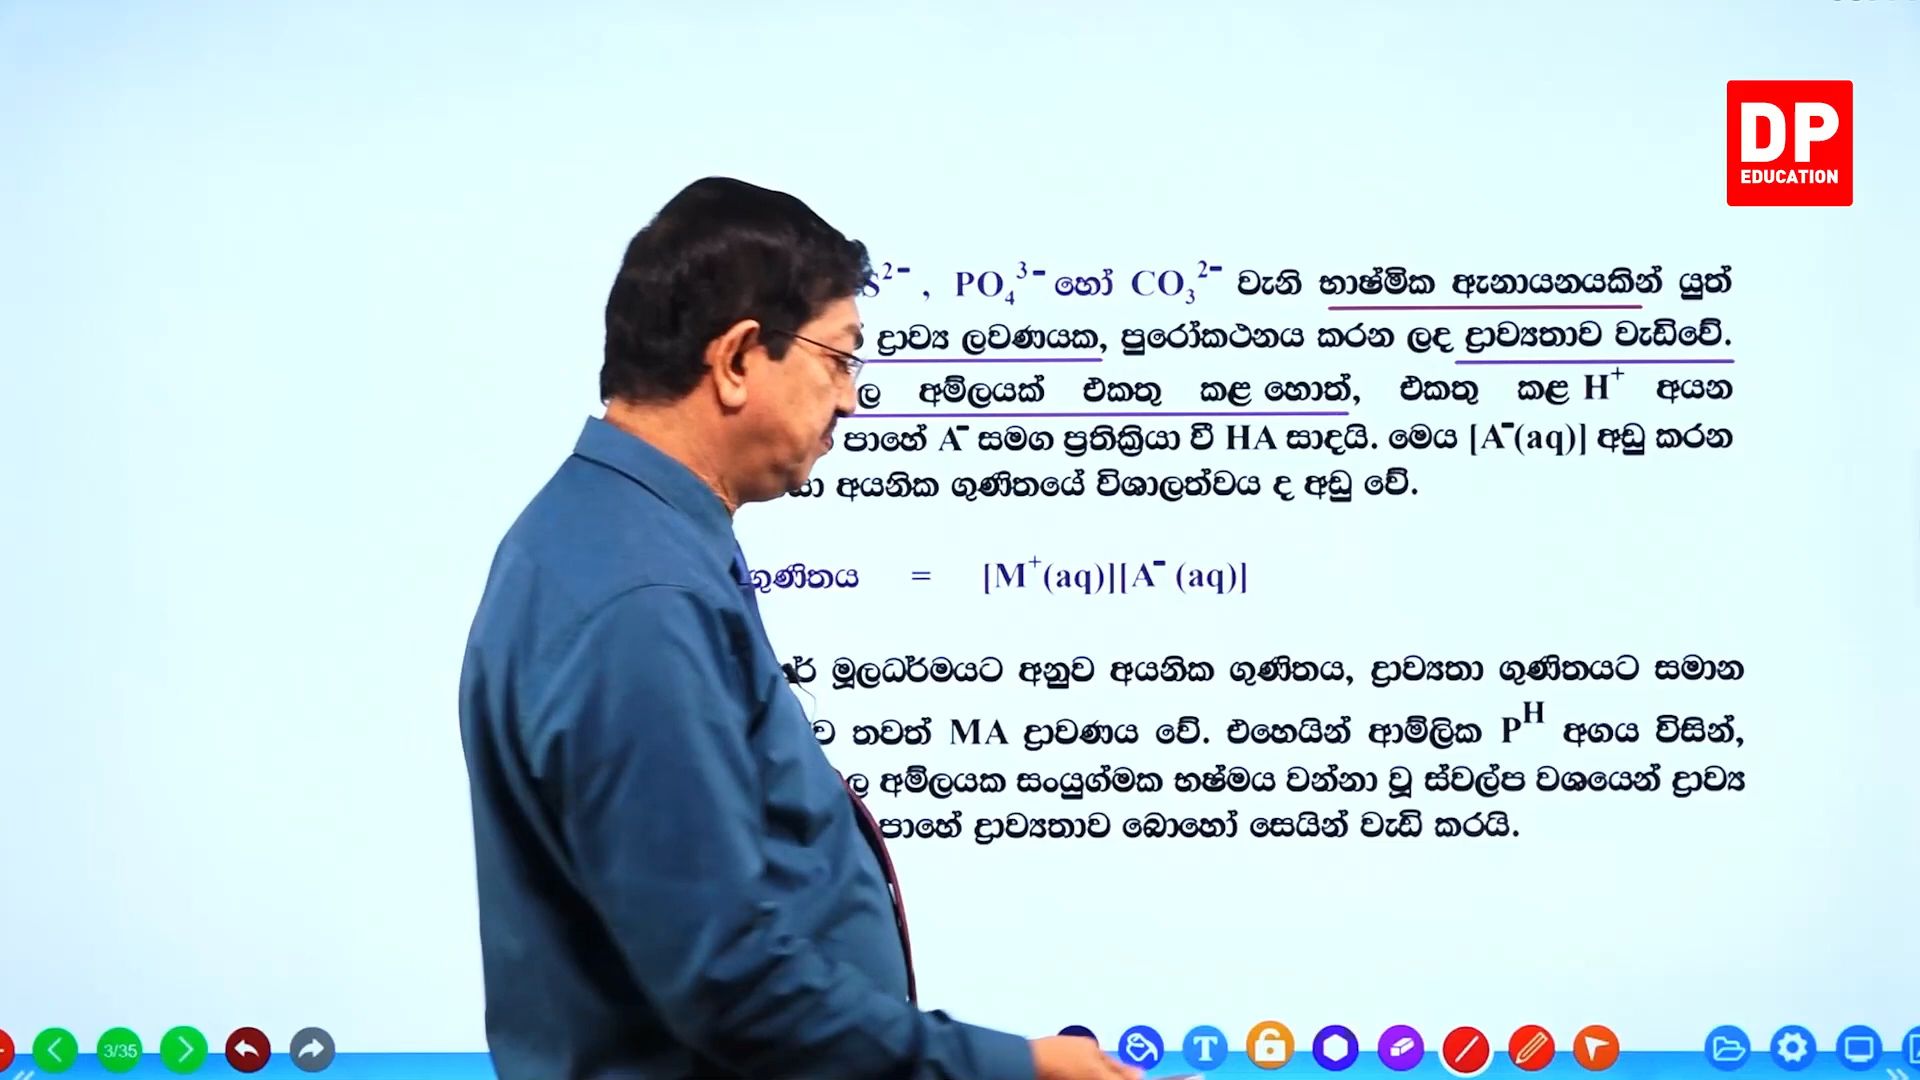 DP
EDUCATION
S²⁻ , PO₄³⁻ හෝ CO₃²⁻ වැනි භාෂ්මික ඇනායනයකින් යුත්
ද්‍රාව්‍ය ලවණයක, පුරෝකථනය කරන ලද ද්‍රාව්‍යතාව වැඩිවේ.
අම්ලයක් එකතු කළ හොත්, එකතු කළ H⁺ අයන
පාහේ A⁻ සමග ප්‍රතික්‍රියා වී HA සාදයි. මෙය [A⁻(aq)] අඩු කරන
අයනික ගුණිතයේ විශාලත්වය ද අඩු වේ.
ගුණිතය = [M⁺(aq)][A⁻ (aq)]
මූලධර්මයට අනුව අයනික ගුණිතය, ද්‍රාව්‍යතා ගුණිතයට සමාන
තවත් MA ද්‍රාවණය වේ. එහෙයින් ආම්ලික Pᴴ අගය විසින්,
අම්ලයක සංයුග්මක භෂ්මය වන්නා වූ ස්වල්ප වශයෙන් ද්‍රාව්‍ය
පාහේ ද්‍රාව්‍යතාව බොහෝ සෙයින් වැඩි කරයි.
3/35
T